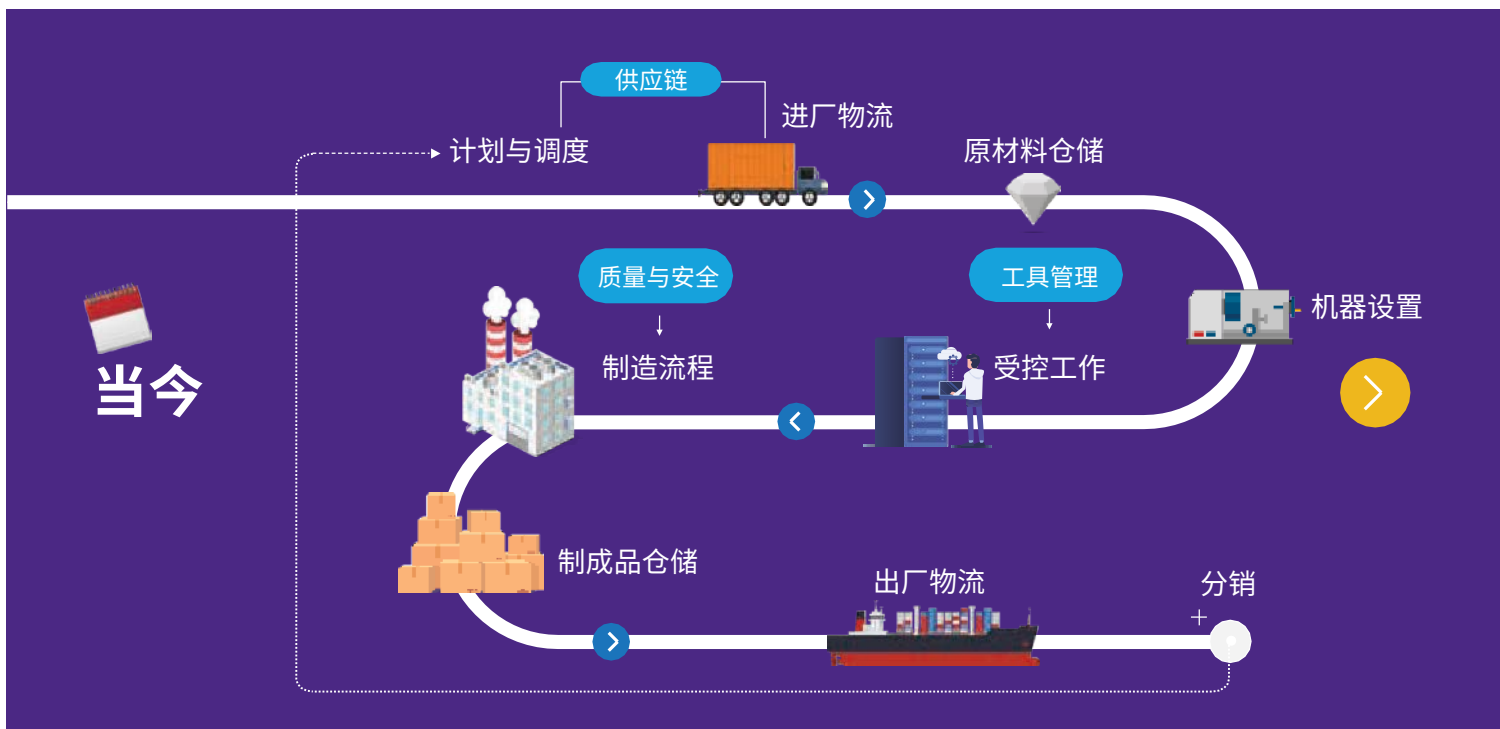 供应链
进厂物流
计划与调度
原材料仓储
质量与安全
工具管理
机器设置
制造流程
受控工作
当今
制成品仓储
出厂物流
分销